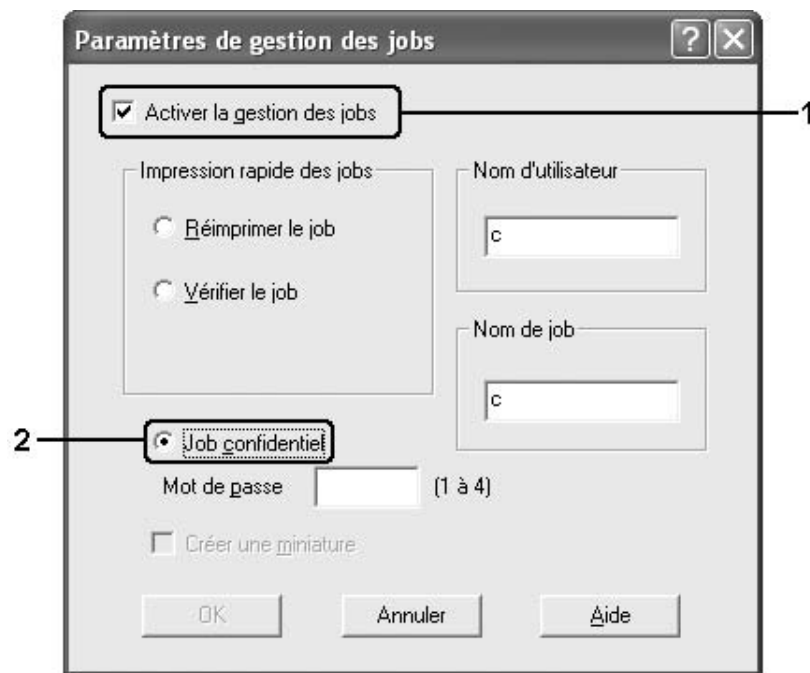 Paramètres de gestion des jobs
Activer la gestion des jobs
1
Impression rapide des jobs
Réimprimer le job
Vérifier le job
Nom d'utilisateur
c
Nom de job
c
2
Job confidentiel
Mot de passe
(1 à 4)
Créer une miniature
OK
Annuler
Aide